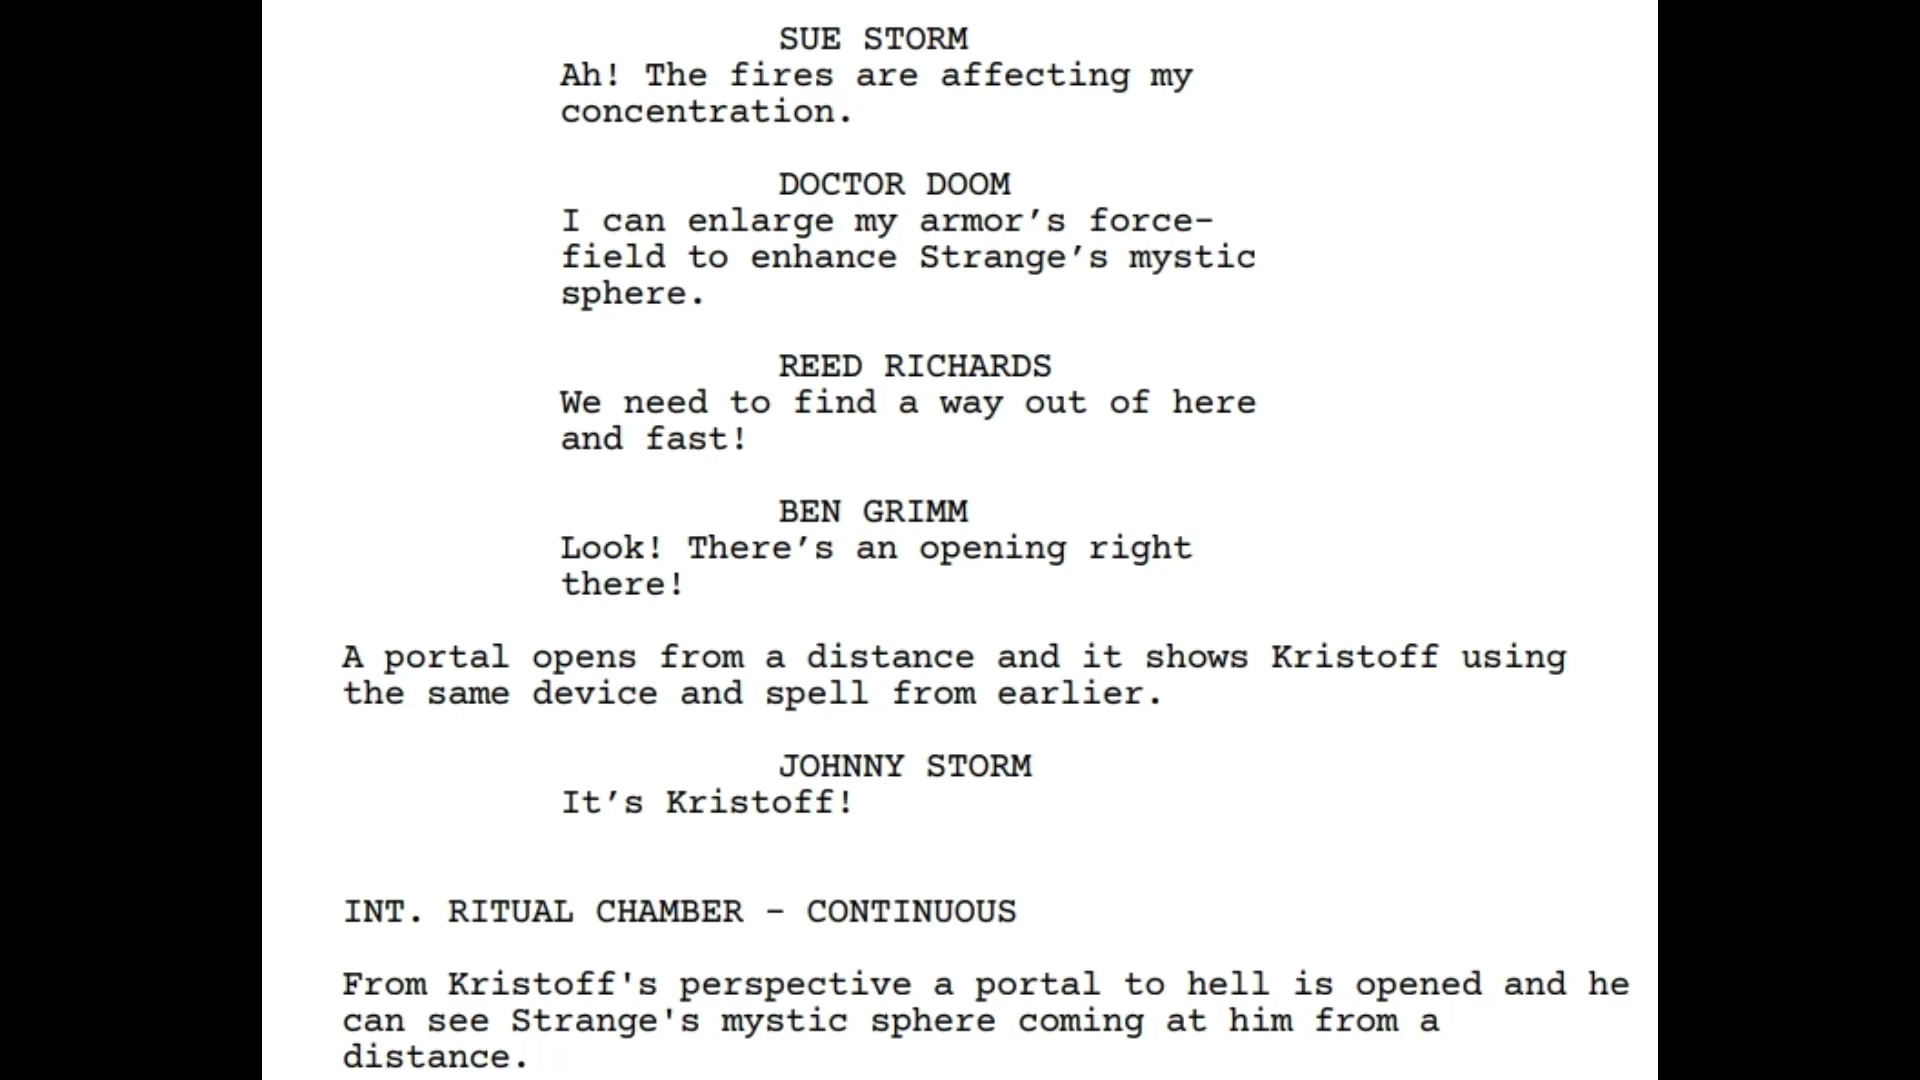 SUE STORM
Ah! The fires are affecting my
concentration.
DOCTOR DOOM
I can enlarge my armor’s force-
field to enhance Strange’s mystic
sphere.
REED RICHARDS
We need to find a way out of here
and fast!
BEN GRIMM
Look! There’s an opening right
there!
A portal opens from a distance and it shows Kristoff using
the same device and spell from earlier.
JOHNNY STORM
It’s Kristoff!
INT. RITUAL CHAMBER - CONTINUOUS
From Kristoff's perspective a portal to hell is opened and he
can see Strange's mystic sphere coming at him from a
distance.